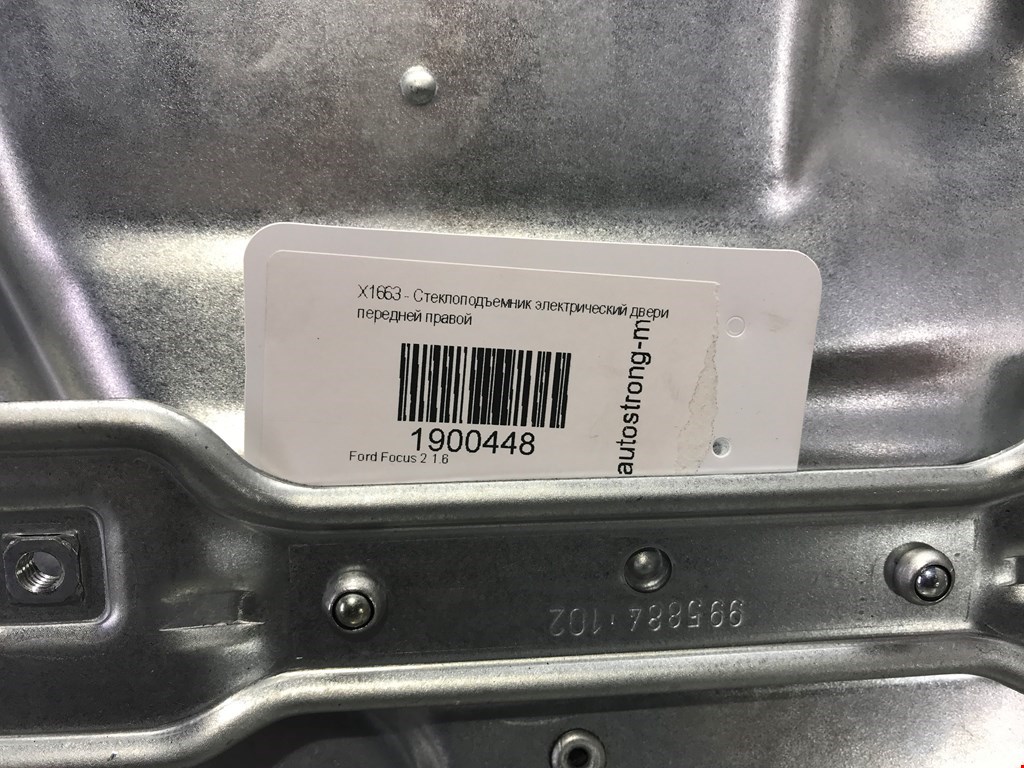 X1663 - Стеклоподъемник электрический двери
передней правой
1900448
Ford Focus 2 1.6
autostrong-m
995884 102